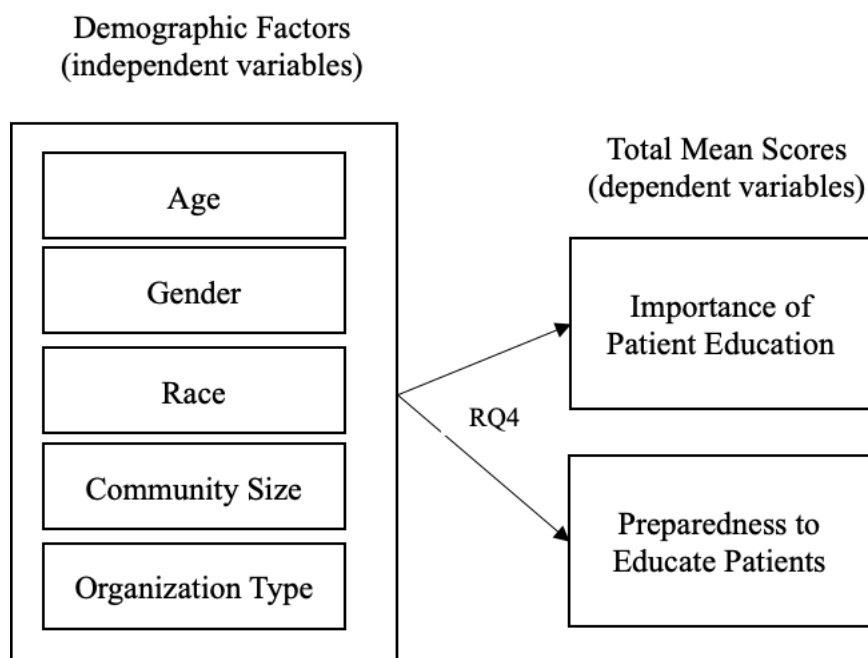 Demographic Factors
(independent variables)
Age
Gender
Race
Community Size
Organization Type
RQ4
Total Mean Scores
(dependent variables)
Importance of
Patient Education
Preparedness to
Educate Patients